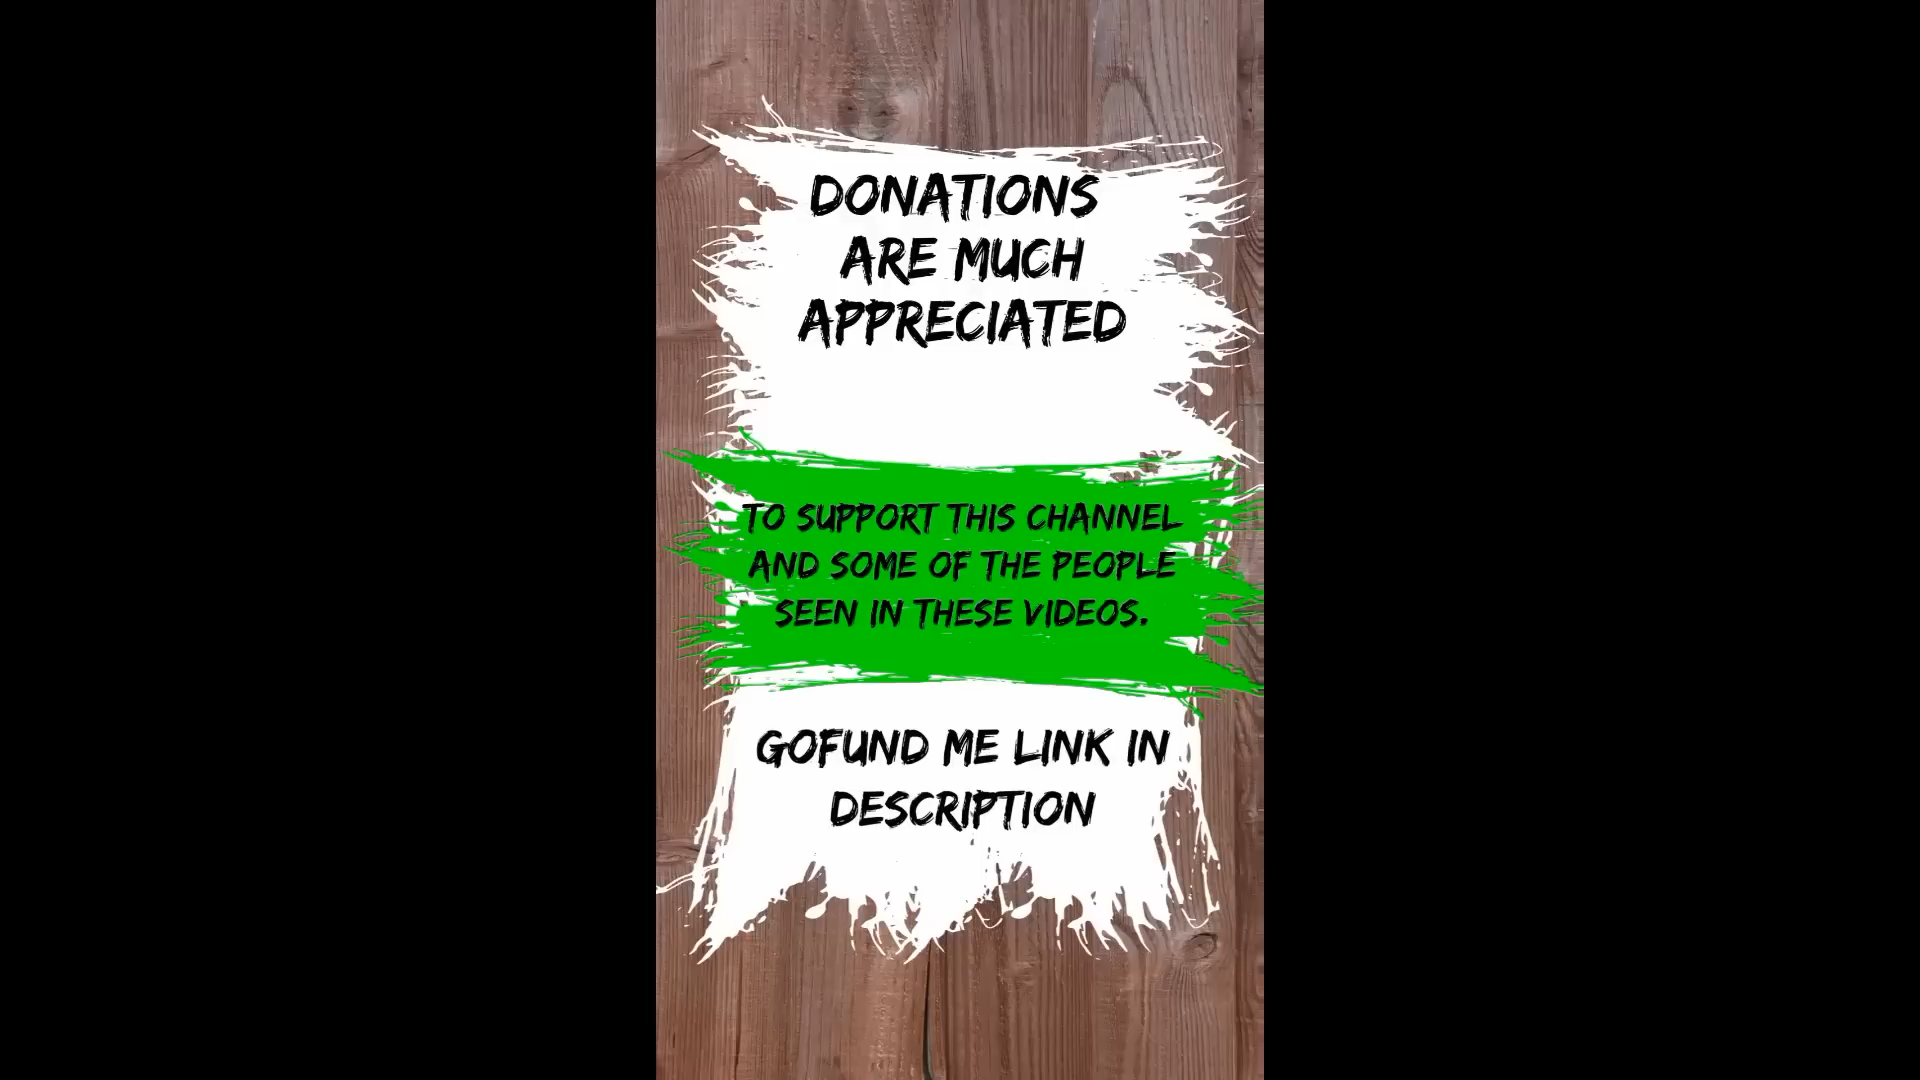 DONATIONS
ARE MUCH
APPRECIATED
TO SUPPORT THIS CHANNEL
AND SOME OF THE PEOPLE
SEEN IN THESE VIDEOS.
GOFUND ME LINK IN
DESCRIPTION